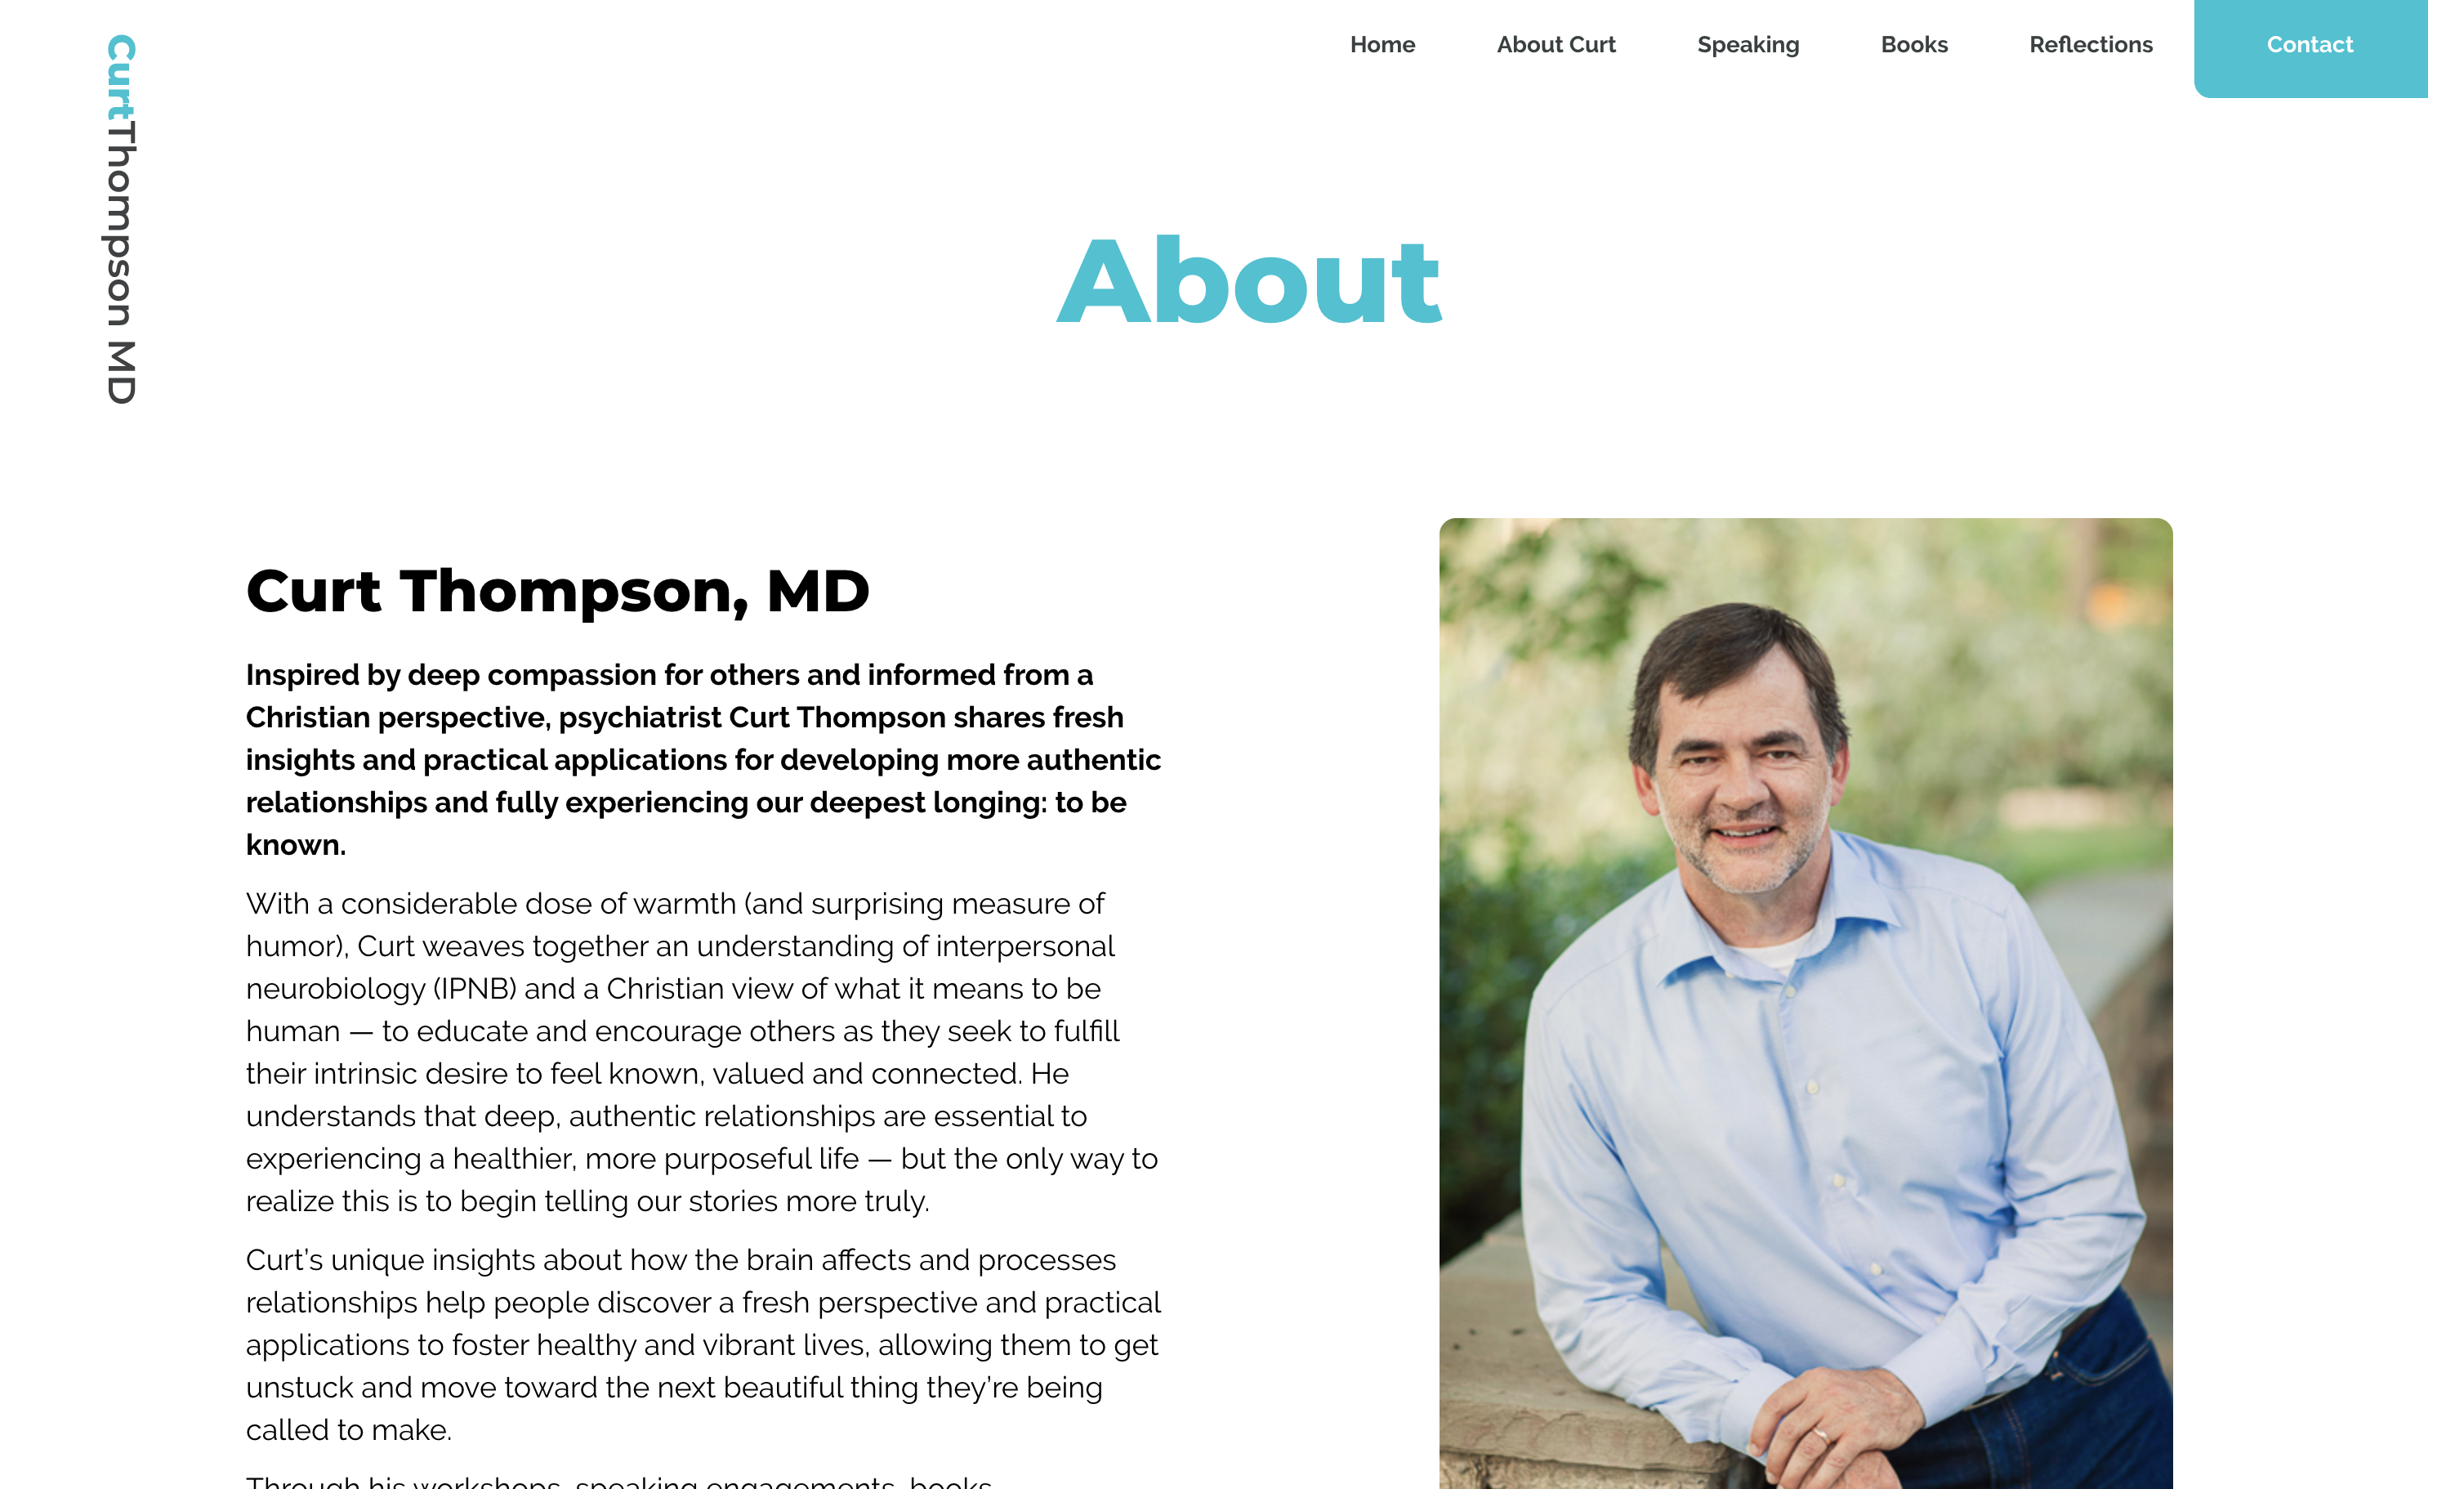 CurtThompson MD
Home
About Curt
Speaking
Books
Reflections
Contact
About
Curt Thompson, MD
Inspired by deep compassion for others and informed from a
Christian perspective, psychiatrist Curt Thompson shares fresh
insights and practical applications for developing more authentic
relationships and fully experiencing our deepest longing: to be
known.
With a considerable dose of warmth (and surprising measure of
humor), Curt weaves together an understanding of interpersonal
neurobiology (IPNB) and a Christian view of what it means to be
human — to educate and encourage others as they seek to fulfill
their intrinsic desire to feel known, valued and connected. He
understands that deep, authentic relationships are essential to
experiencing a healthier, more purposeful life — but the only way to
realize this is to begin telling our stories more truly.
Curt’s unique insights about how the brain affects and processes
relationships help people discover a fresh perspective and practical
applications to foster healthy and vibrant lives, allowing them to get
unstuck and move toward the next beautiful thing they’re being
called to make.
Through his workshops, speaking engagements, books,